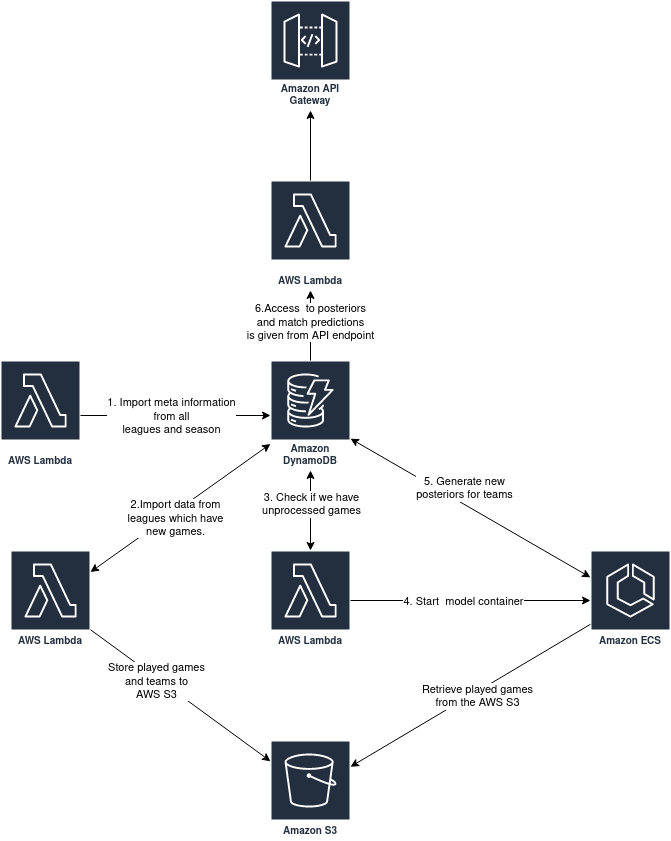 Amazon API
Gateway
AWS Lambda
6.Access  to posteriors
and match predictions
is given from API endpoint
1. Import meta information
from all
leagues and season
AWS Lambda
Amazon
DynamoDB
2.Import data from
leagues which have
new games.
3. Check if we have
unprocessed games
5. Generate new
posteriors for teams
AWS Lambda
AWS Lambda
4. Start  model container
Amazon ECS
Store played games
and teams to
AWS S3
Retrieve played games
from the AWS S3
Amazon S3